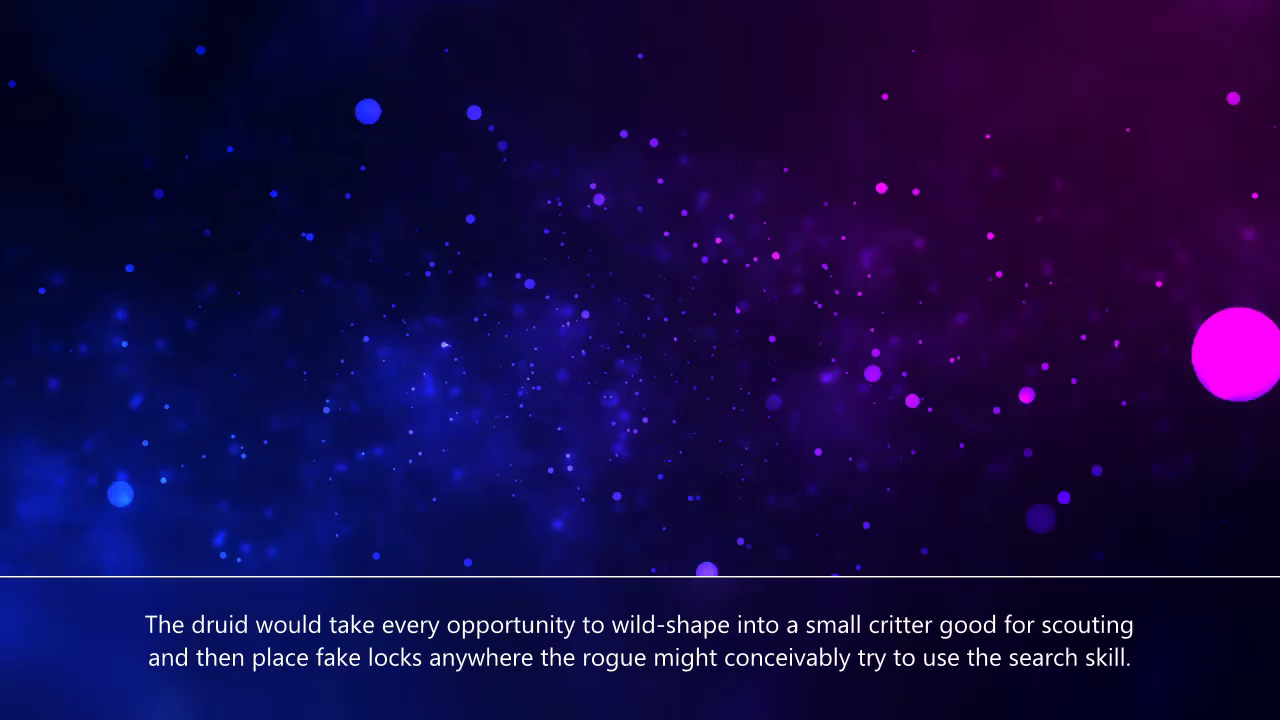 The druid would take every opportunity to wild-shape into a small critter good for scouting
and then place fake locks anywhere the rogue might conceivably try to use the search skill.